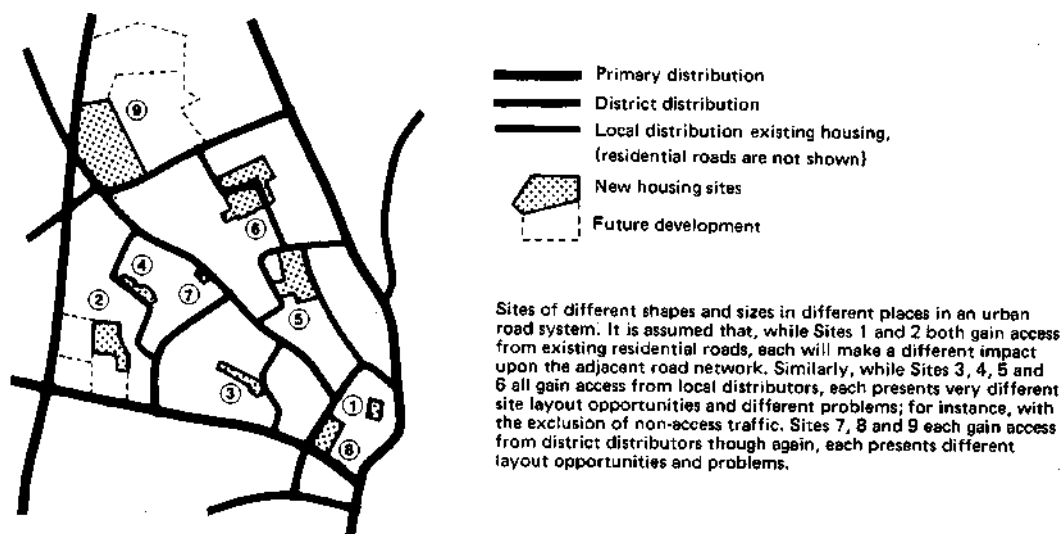 Primary distribution
District distribution
Local distribution existing housing,
(residential roads are not shown)
New housing sites
Future development
9
6
4
7
2
5
3
1
8
Sites of different shapes and sizes in different places in an urban
road system. It is assumed that, while Sites 1 and 2 both gain access
from existing residential roads, each will make a different impact
upon the adjacent road network. Similarly, while Sites 3, 4, 5 and
6 all gain access from local distributors, each presents very different
site layout opportunities and different problems; for instance, with
the exclusion of non-access traffic. Sites 7, 8 and 9 each gain access
from district distributors though again, each presents different
layout opportunities and problems.